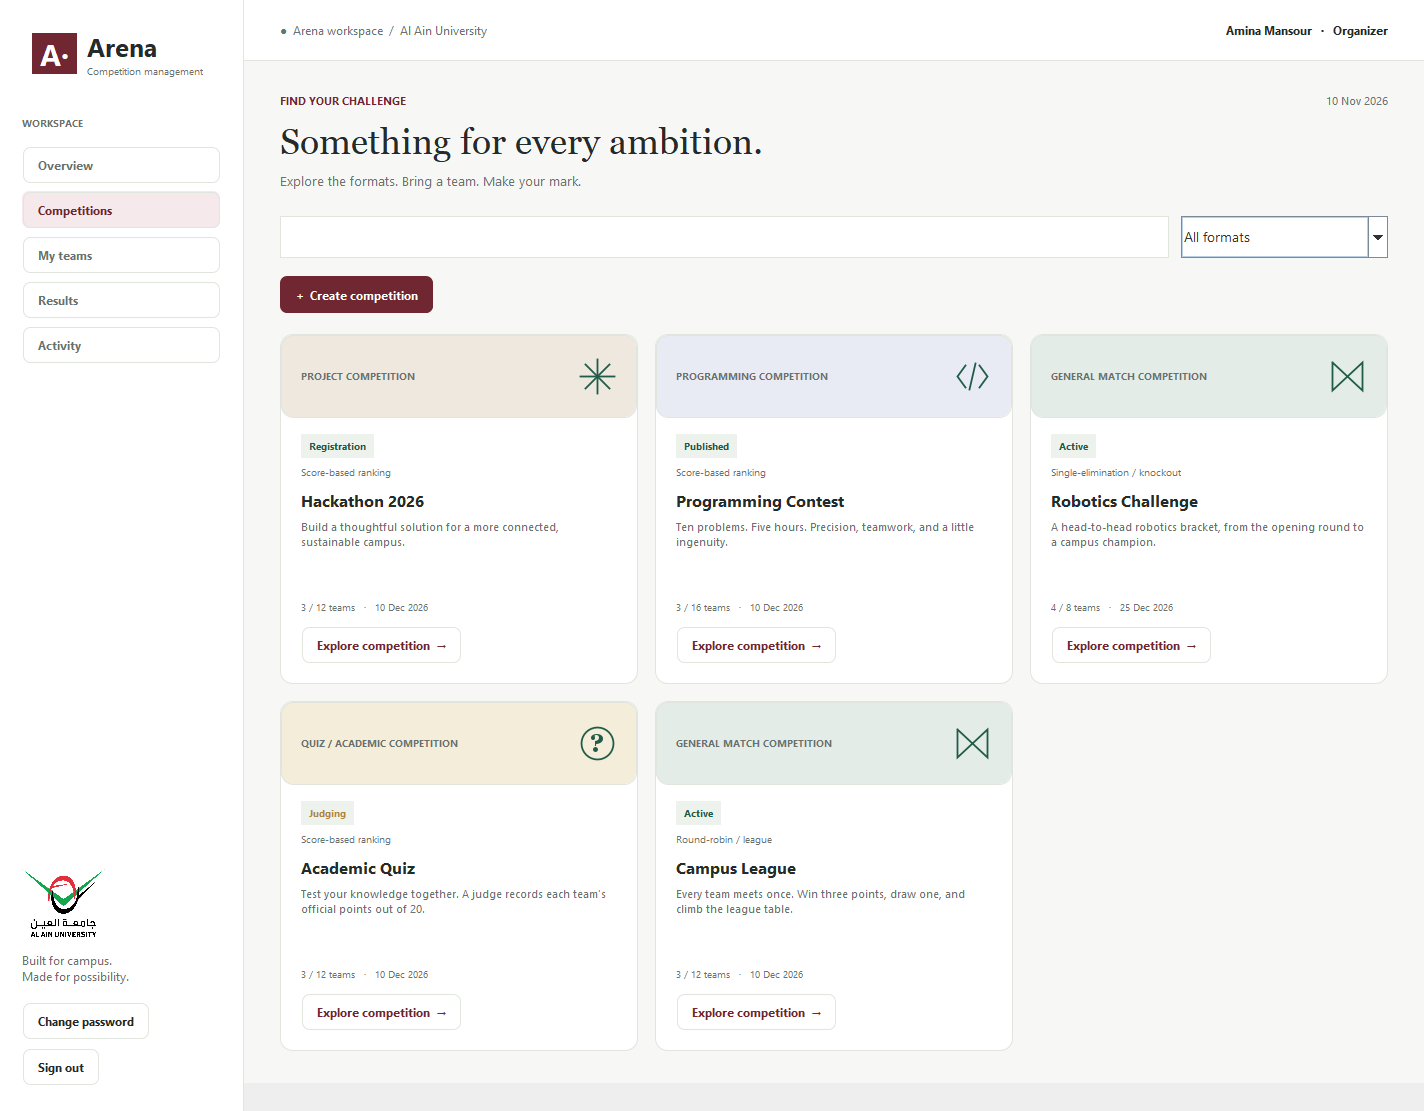 A·
Arena
Competition management
WORKSPACE
Overview
Competitions
My teams
Results
Activity
جامعة العين
AL AIN UNIVERSITY
Built for campus.
Made for possibility.
Change password
Sign out
● Arena workspace / Al Ain University
Amina Mansour · Organizer
FIND YOUR CHALLENGE
10 Nov 2026
Something for every ambition.
Explore the formats. Bring a team. Make your mark.
All formats
+ Create competition
PROJECT COMPETITION
Registration
Score-based ranking
Hackathon 2026
Build a thoughtful solution for a more connected,
sustainable campus.
3 / 12 teams · 10 Dec 2026
Explore competition →
PROGRAMMING COMPETITION
</>
Published
Score-based ranking
Programming Contest
Ten problems. Five hours. Precision, teamwork, and a little
ingenuity.
3 / 16 teams · 10 Dec 2026
Explore competition →
GENERAL MATCH COMPETITION
Active
Single-elimination / knockout
Robotics Challenge
A head-to-head robotics bracket, from the opening round to
a campus champion.
4 / 8 teams · 25 Dec 2026
Explore competition →
QUIZ / ACADEMIC COMPETITION
?
Judging
Score-based ranking
Academic Quiz
Test your knowledge together. A judge records each team's
official points out of 20.
3 / 12 teams · 10 Dec 2026
Explore competition →
GENERAL MATCH COMPETITION
Active
Round-robin / league
Campus League
Every team meets once. Win three points, draw one, and
climb the league table.
3 / 12 teams · 10 Dec 2026
Explore competition →